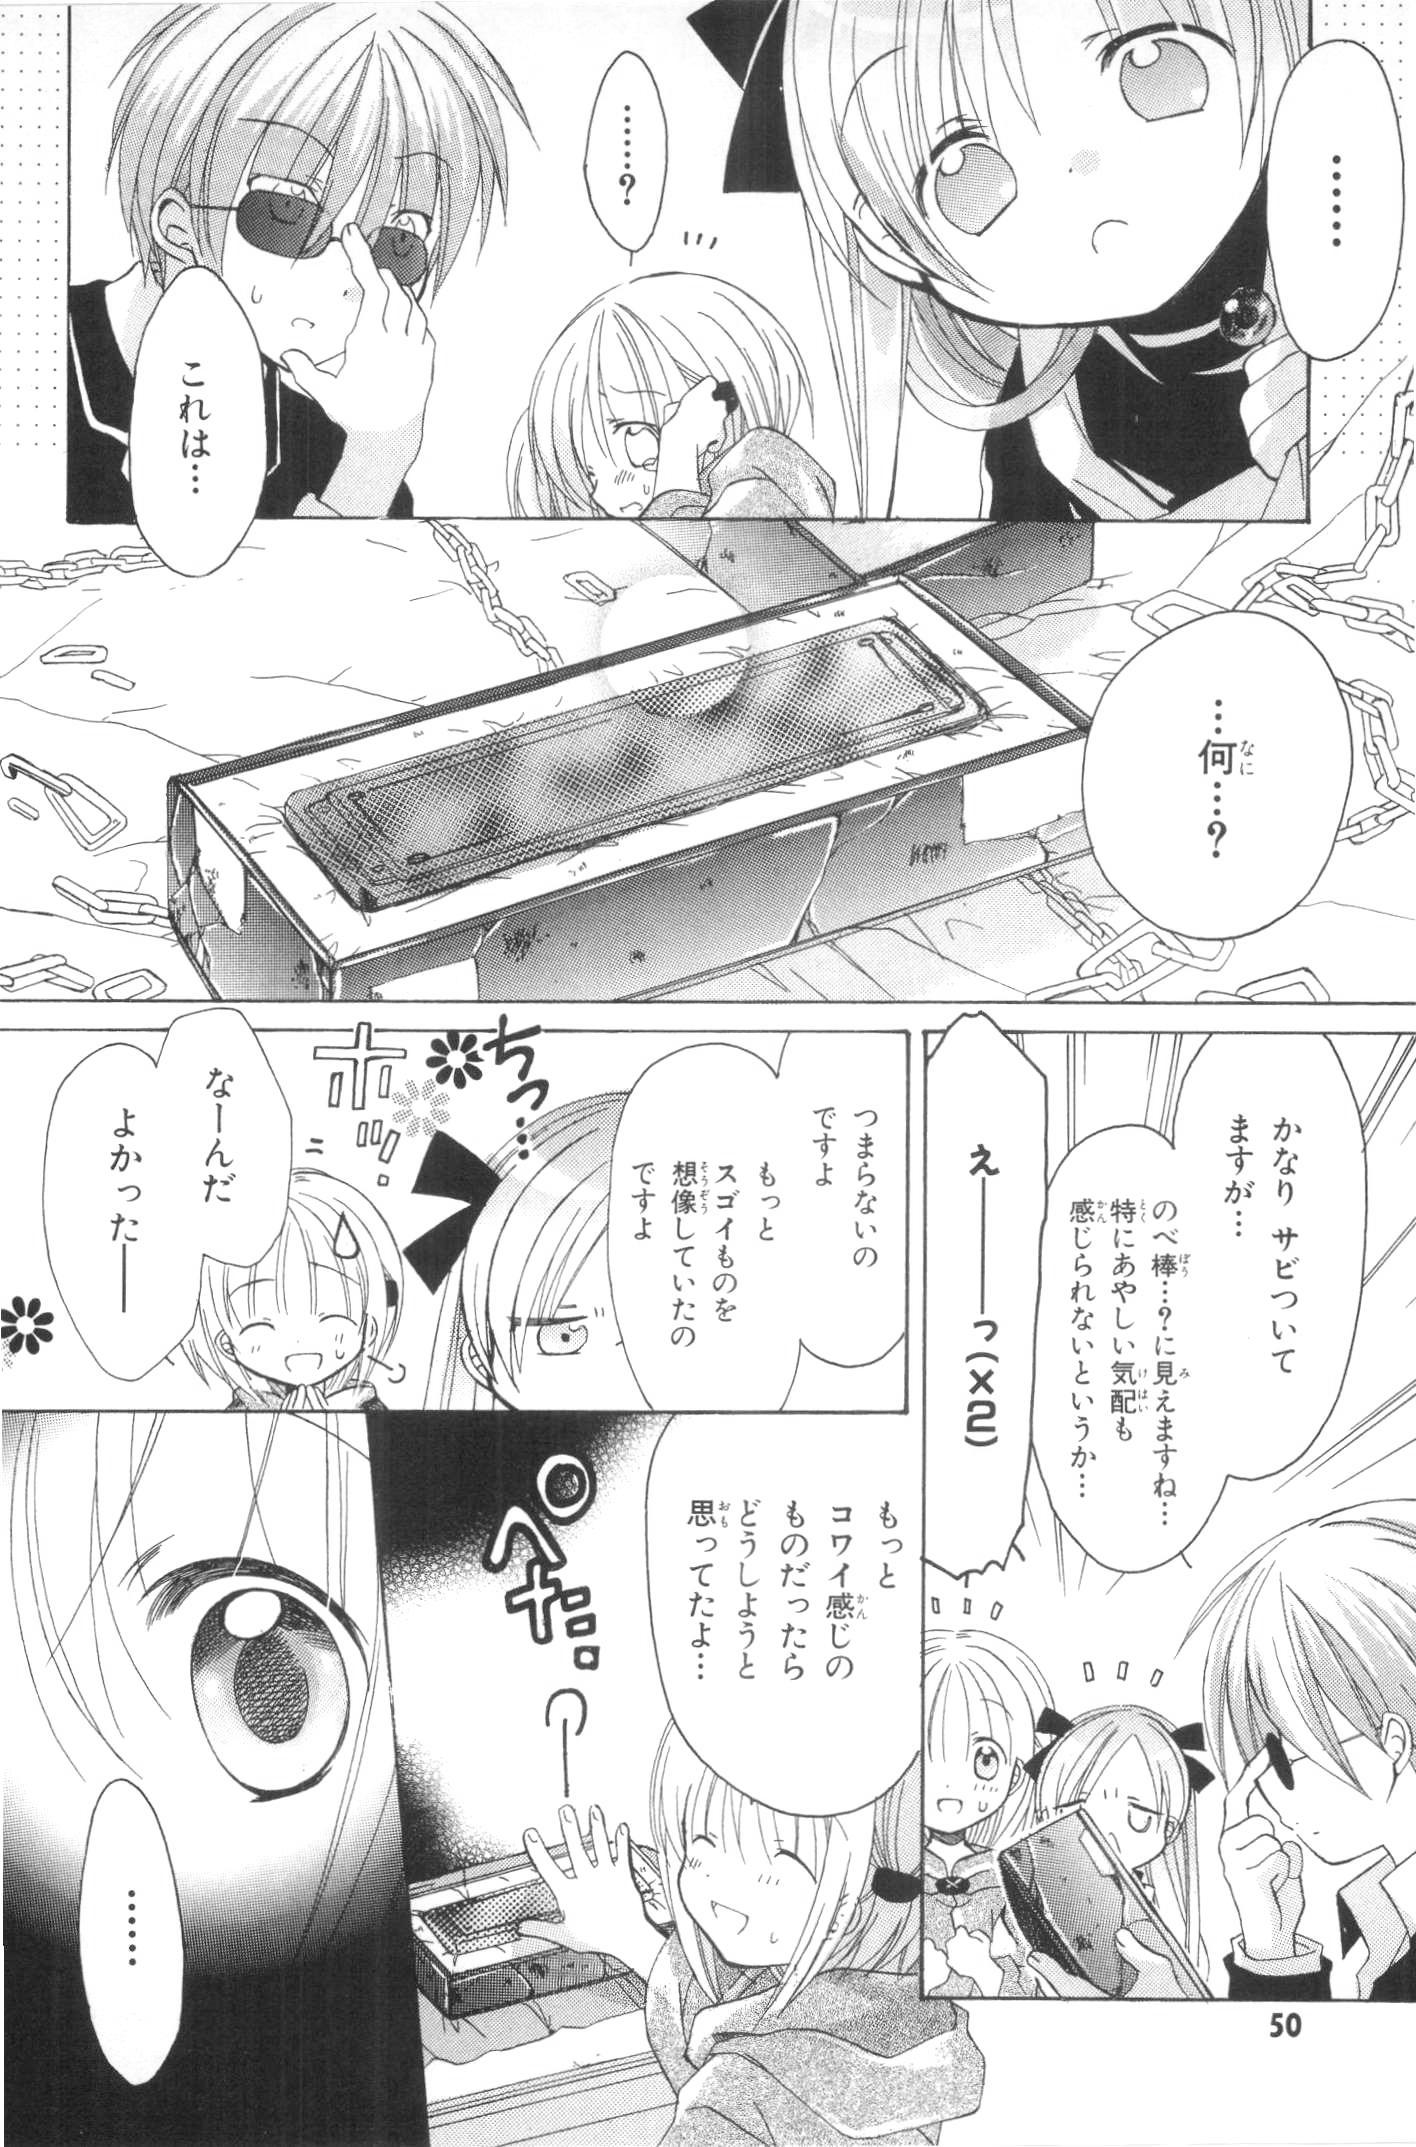 ……
……?
これは…
…何…?
かなり サビついて
ますが…
のべ棒…?に見えますね…
特にあやしい気配も
感じられないというか…
えーーーっ(×2)
つまらないの
ですよ
もっと
スゴイものを
想像していたの
ですよ
ちっ…
ホッ
なーんだ
よかったーー
もっと
コワイ感じの
ものだったら
どうしようと
思ってたよ…
ぺた
……
50